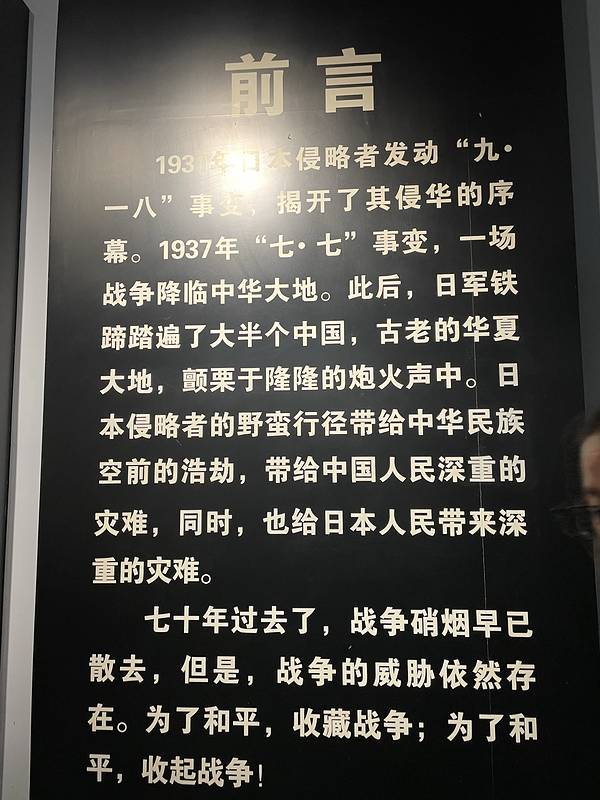 前言
1931年日本侵略者发动“九·
一八”事变，揭开了其侵华的序
幕。1937年“七·七”事变，一场
战争降临中华大地。此后，日军铁
蹄踏遍了大半个中国，古老的华夏
大地，颤栗于隆隆的炮火声中。日
本侵略者的野蛮行径带给中华民族
空前的浩劫，带给中国人民深重的
灾难，同时，也给日本人民带来深
重的灾难。
七十年过去了，战争硝烟早已
散去，但是，战争的威胁依然存
在。为了和平，收藏战争；为了和
平，收起战争！